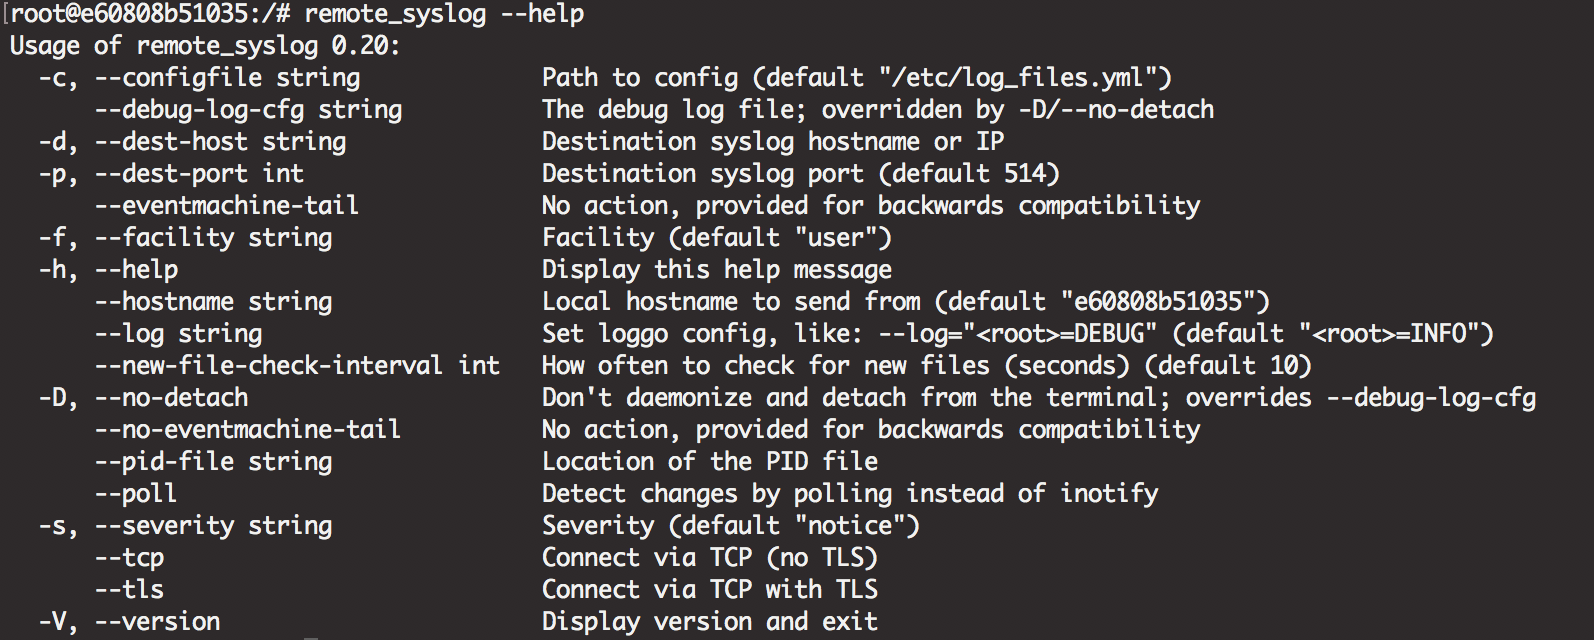 [root@e60808b51035:/# remote_syslog --help
Usage of remote_syslog 0.20:
  -c, --configfile string             Path to config (default "/etc/log_files.yml")
      --debug-log-cfg string          The debug log file; overridden by -D/--no-detach
  -d, --dest-host string              Destination syslog hostname or IP
  -p, --dest-port int                 Destination syslog port (default 514)
      --eventmachine-tail             No action, provided for backwards compatibility
  -f, --facility string               Facility (default "user")
  -h, --help                          Display this help message
      --hostname string               Local hostname to send from (default "e60808b51035")
      --log string                    Set loggo config, like: --log="<root>=DEBUG" (default "<root>=INFO")
      --new-file-check-interval int   How often to check for new files (seconds) (default 10)
  -D, --no-detach                     Don't daemonize and detach from the terminal; overrides --debug-log-cfg
      --no-eventmachine-tail          No action, provided for backwards compatibility
      --pid-file string               Location of the PID file
      --poll                          Detect changes by polling instead of inotify
  -s, --severity string               Severity (default "notice")
      --tcp                           Connect via TCP (no TLS)
      --tls                           Connect via TCP with TLS
  -V, --version                       Display version and exit